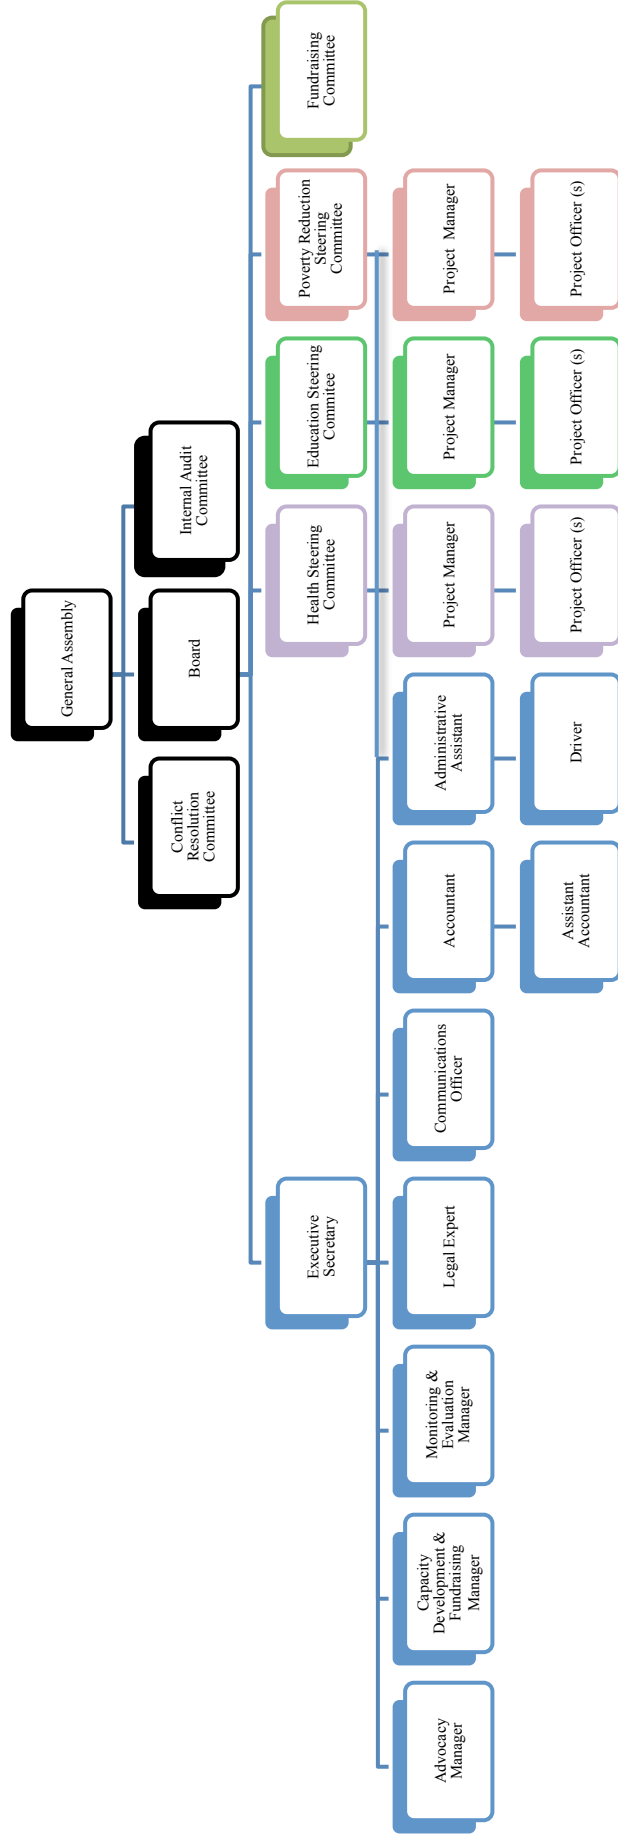 General Assembly
Conflict
Resolution
Committee
Board
Internal Audit
Committee
Executive
Secretary
Health Steering
Committee
Education Steering
Commitee
Poverty Reduction
Steering
Committee
Fundraising
Committee
Advocacy
Manager
Capacity
Development &
Fundraising
Manager
Monitoring &
Evaluation
Manager
Legal Expert
Communications
Officer
Accountant
Administrative
Assistant
Project Manager
Project Manager
Project Manager
Assistant
Accountant
Driver
Project Officer (s)
Project Officer (s)
Project Officer (s)